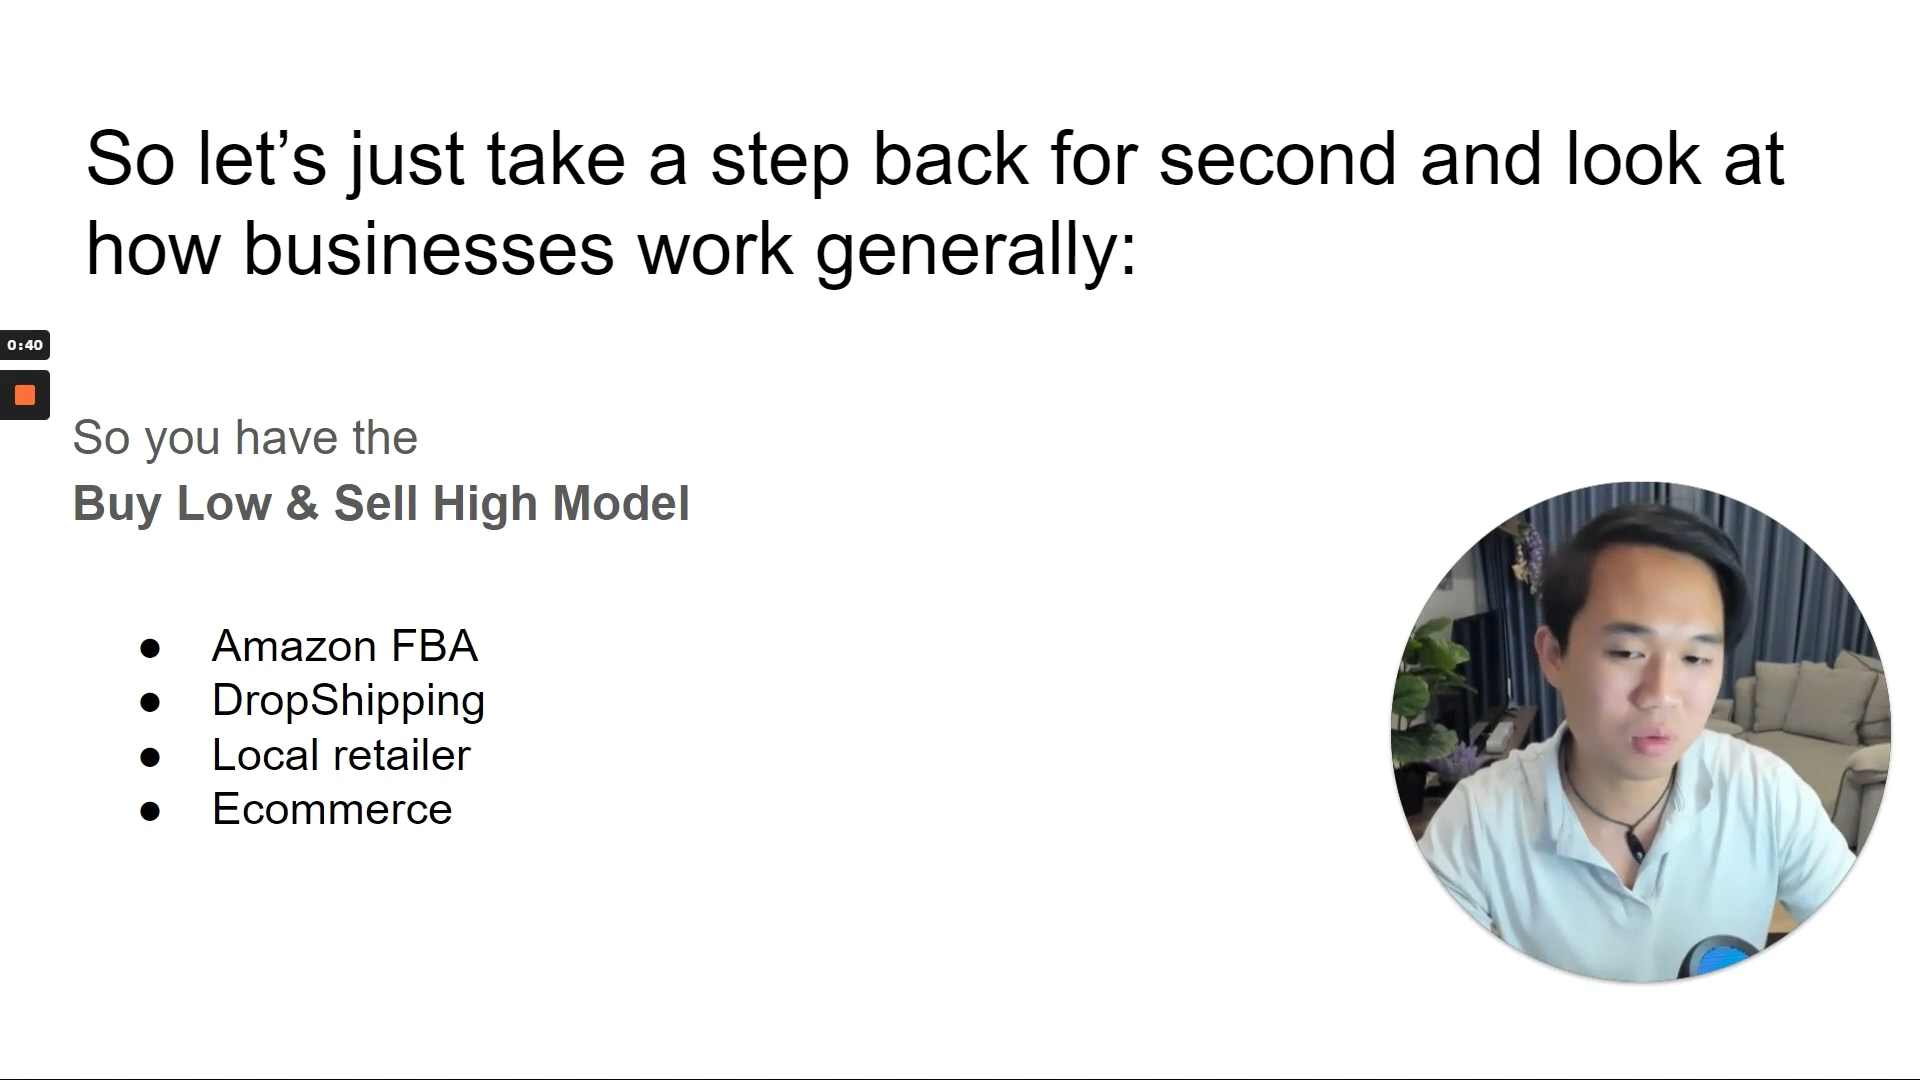 So let’s just take a step back for second and look at
how businesses work generally:
0:40
So you have the
Buy Low & Sell High Model
● Amazon FBA
● DropShipping
● Local retailer
● Ecommerce